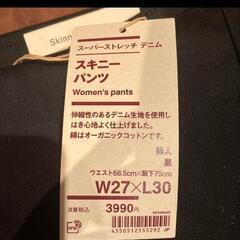 Skinn
スーパーストレッチ デニム
スキニー
パンツ
Women's pants
伸縮性のあるデニム生地を使用し
はき心地よく仕上げました。
綿はオーガニックコットンです。
婦人
黒
ウエスト68.5cm×股下75cm
W27×L30
消費税込 3990円
4550512555292 JP